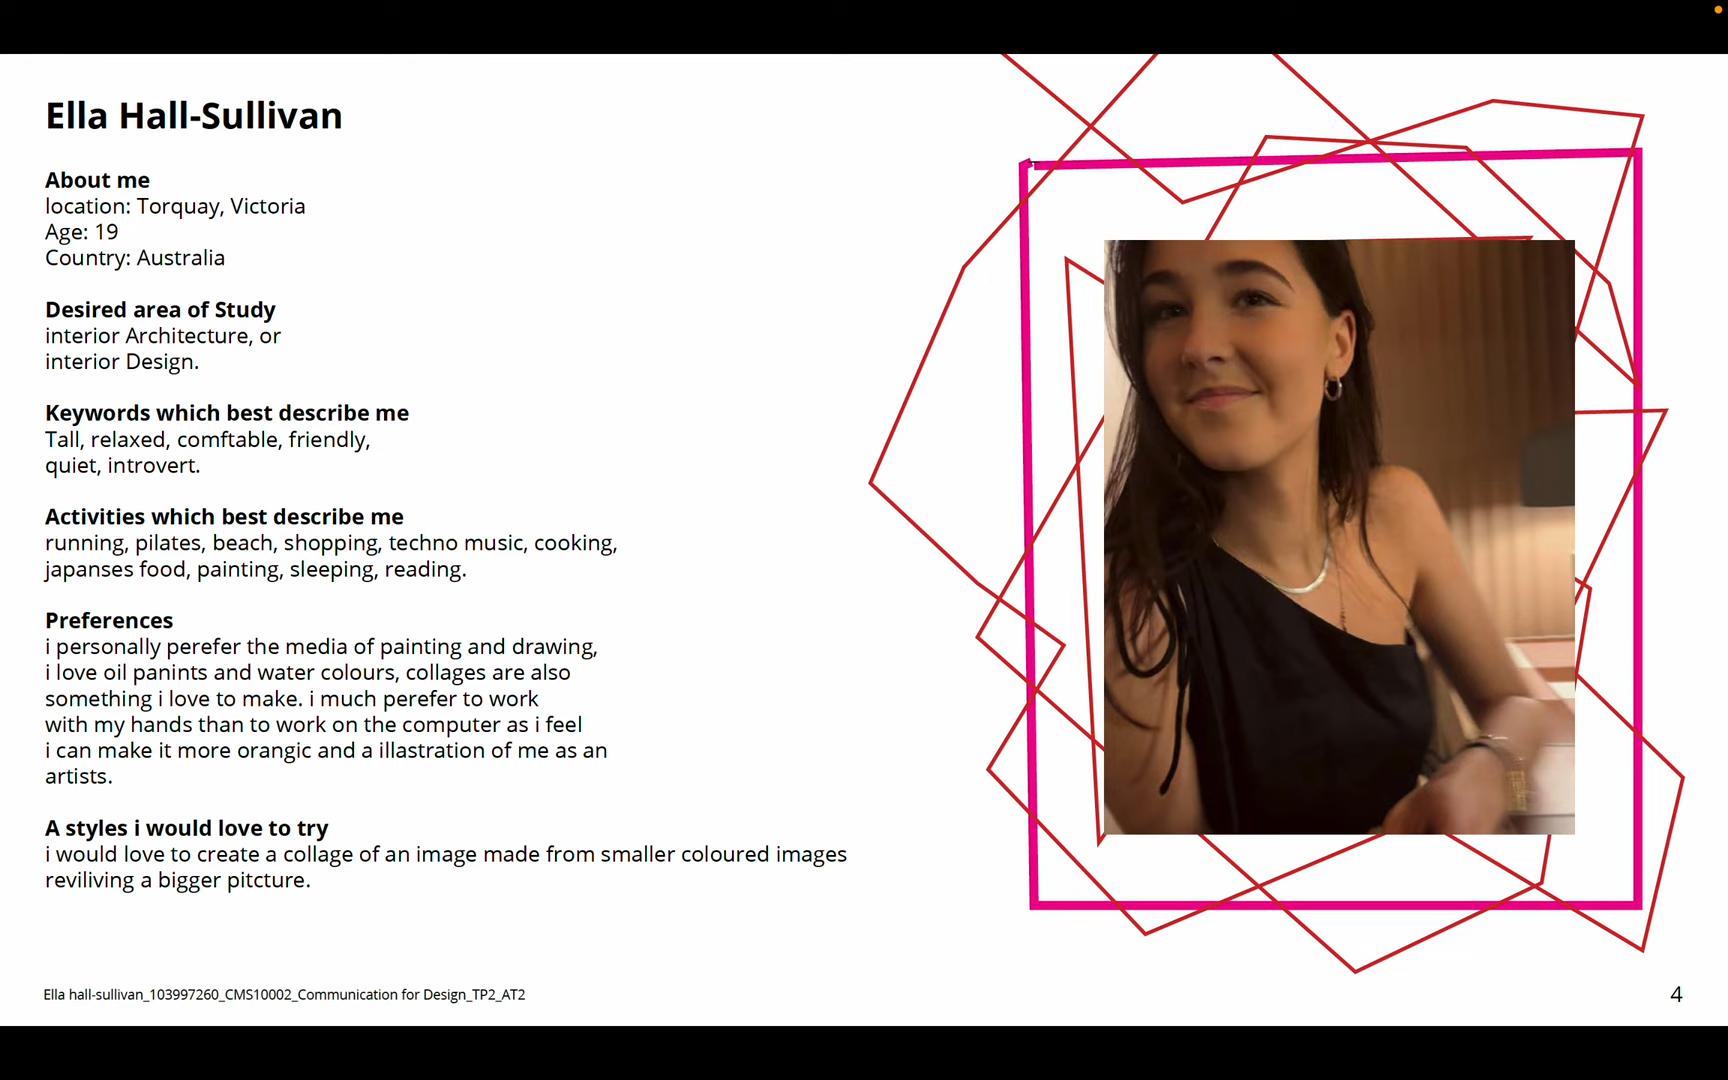 Ella Hall-Sullivan
About me
location: Torquay, Victoria
Age: 19
Country: Australia
Desired area of Study
interior Architecture, or
interior Design.
Keywords which best describe me
Tall, relaxed, comftable, friendly,
quiet, introvert.
Activities which best describe me
running, pilates, beach, shopping, techno music, cooking,
japanses food, painting, sleeping, reading.
Preferences
i personally perefer the media of painting and drawing,
i love oil panints and water colours, collages are also
something i love to make. i much perefer to work
with my hands than to work on the computer as i feel
i can make it more orangic and a illastration of me as an
artists.
A styles i would love to try
i would love to create a collage of an image made from smaller coloured images
reviliving a bigger pitcture.
Ella hall-sullivan_103997260_CMS10002_Communication for Design_TP2_AT2
4